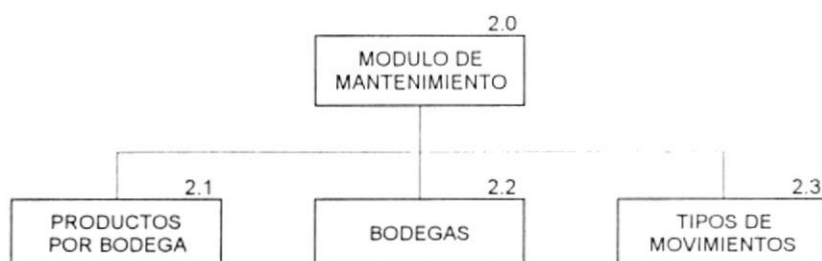 2.0
MODULO DE
MANTENIMIENTO
2.1
PRODUCTOS
POR BODEGA
2.2
BODEGAS
2.3
TIPOS DE
MOVIMIENTOS